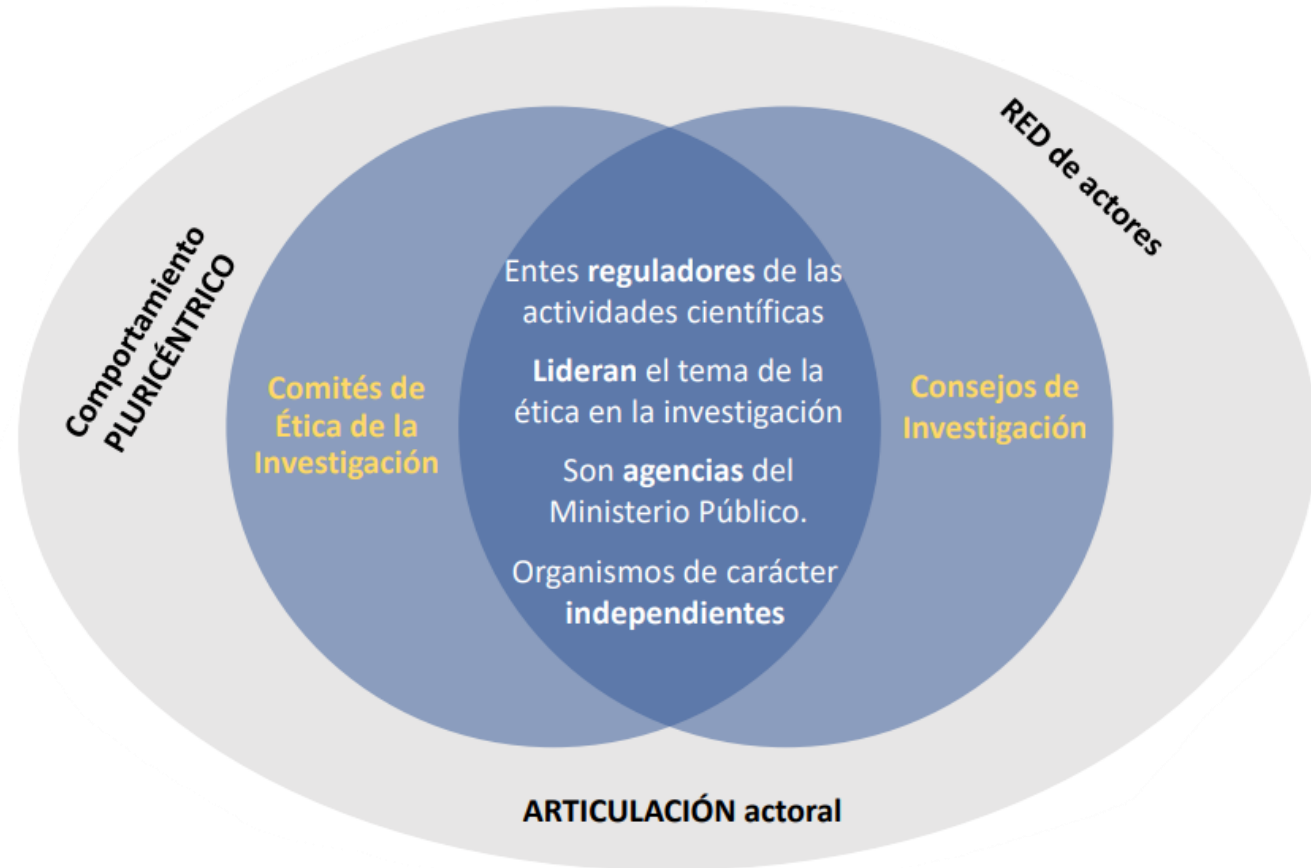 RED de actores
Comportamiento
PLURICÉNTRICO
Comités de
Ética de la
Investigación
Entes reguladores de las
actividades científicas
Lideran el tema de la
ética en la investigación
Son agencias del
Ministerio Público.
Organismos de carácter
independientes
Consejos de
Investigación
ARTICULACIÓN actoral